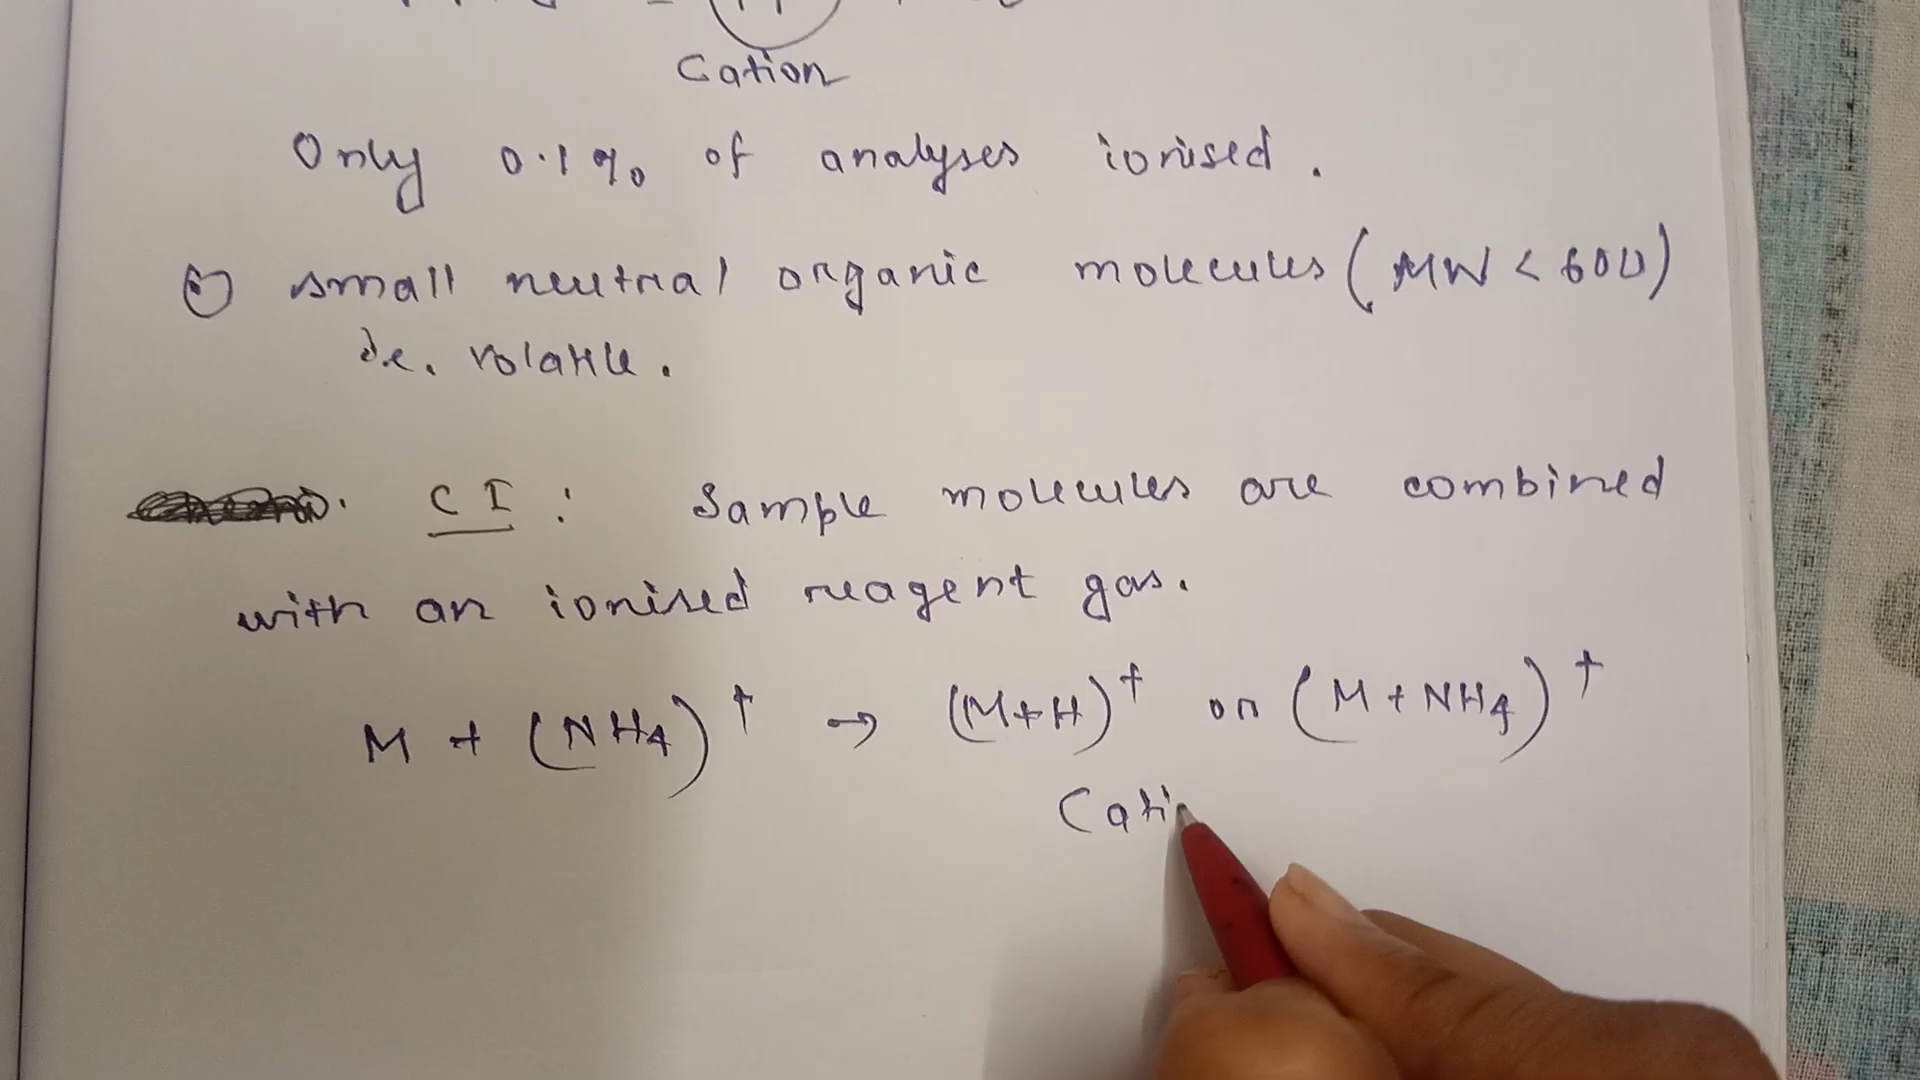 Cation
Only 0.1% of analyses ionised.
small neutral organic molecules (MW < 600)
i.e. volatile.
CI : Sample molecules are combined
with an ionised reagent gas.
M + (NH4)+ → (M+H)+ or (M+NH4)+
Cati